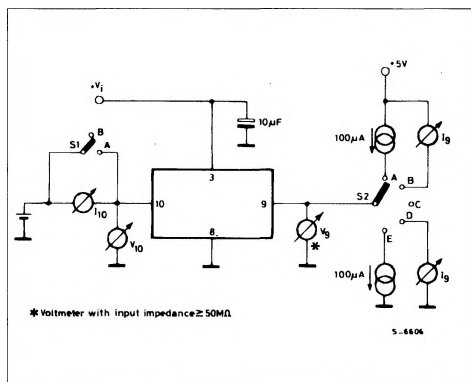 +Vi
+5V
B
S1
A
10µF
100µA
I9
3
A
B
S2
C
I10
10
9
D
V10
8
V9
*
E
100µA
I9
* Voltmeter with input impedance ≥ 50MΩ
S-6606